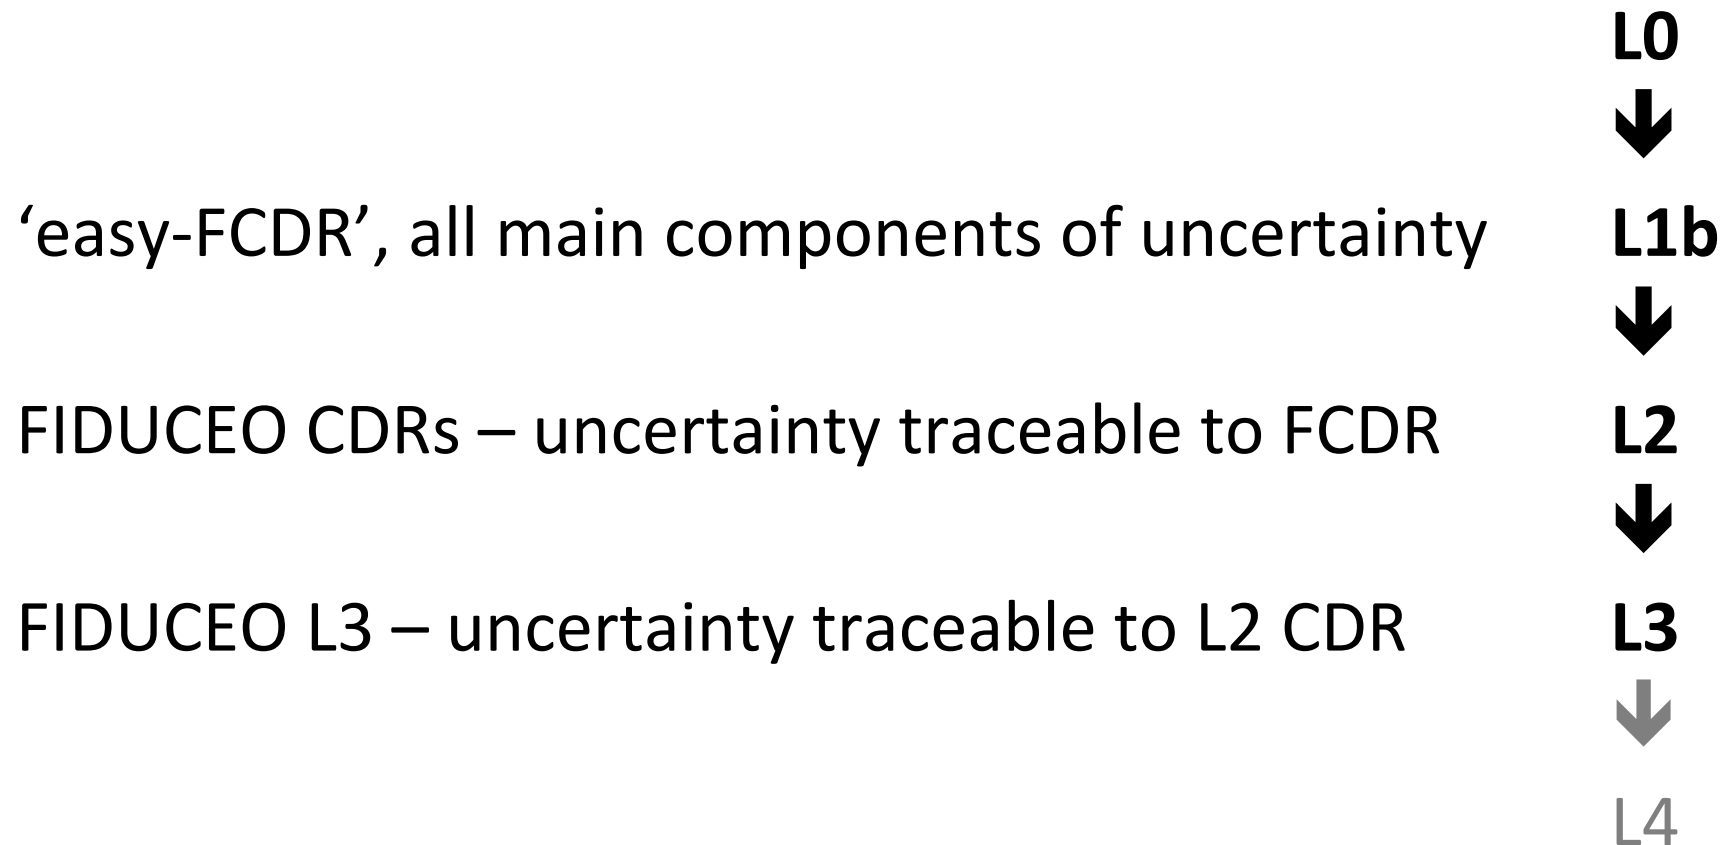 L0
‘easy-FCDR’, all main components of uncertainty L1b
FIDUCEO CDRs – uncertainty traceable to FCDR L2
FIDUCEO L3 – uncertainty traceable to L2 CDR L3
L4